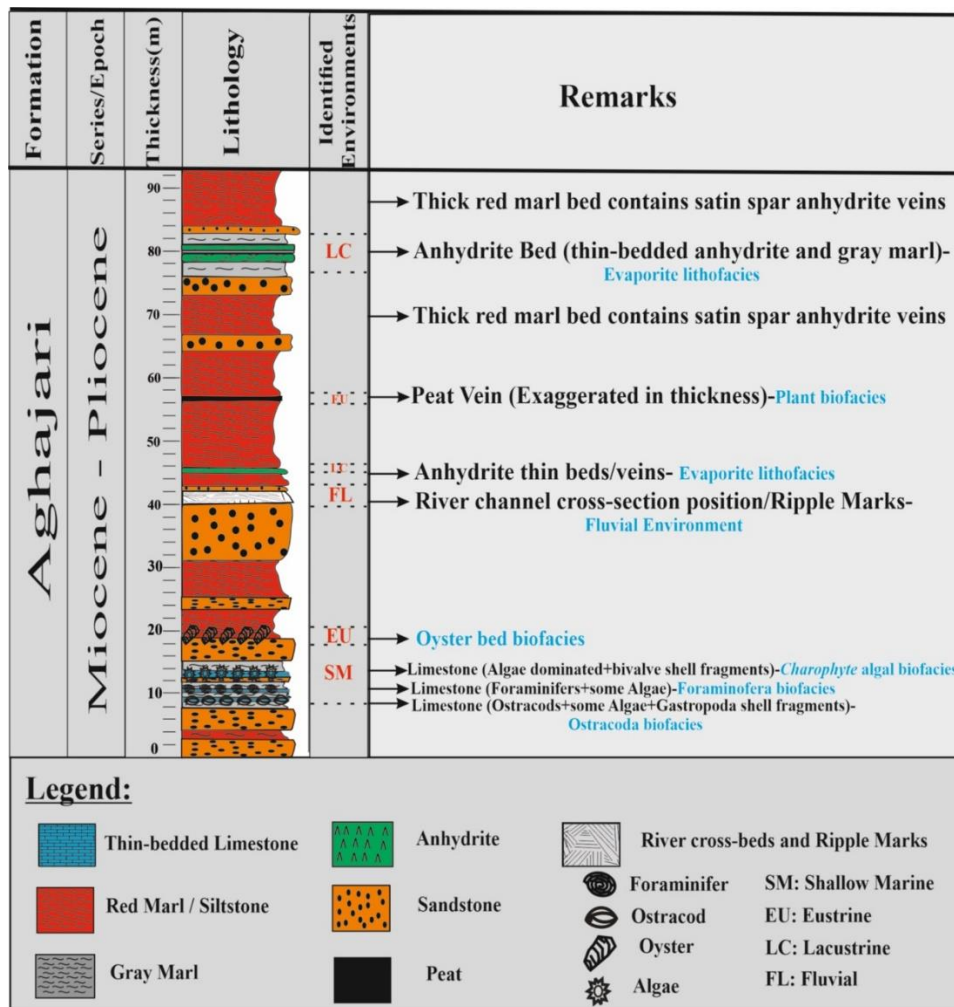 Formation
Series/Epoch
Thickness(m)
Lithology
Identified
Environments
Remarks
Aghajari
Miocene - Pliocene
90
80
70
60
50
40
30
20
10
0
LC
EU
LC
FL
EU
SM
Thick red marl bed contains satin spar anhydrite veins
Anhydrite Bed (thin-bedded anhydrite and gray marl)-
Evaporite lithofacies
Thick red marl bed contains satin spar anhydrite veins
Peat Vein (Exaggerated in thickness)-Plant biofacies
Anhydrite thin beds/veins- Evaporite lithofacies
River channel cross-section position/Ripple Marks-
Fluvial Environment
Oyster bed biofacies
Limestone (Algae dominated+bivalve shell fragments)-Charophyte algal biofacies
Limestone (Foraminifers+some Algae)-Foraminofera biofacies
Limestone (Ostracods+some Algae+Gastropoda shell fragments)-
Ostracoda biofacies
Legend:
Thin-bedded Limestone
Red Marl / Siltstone
Gray Marl
Anhydrite
Sandstone
Peat
River cross-beds and Ripple Marks
Foraminifer
Ostracod
Oyster
Algae
SM: Shallow Marine
EU: Eustrine
LC: Lacustrine
FL: Fluvial